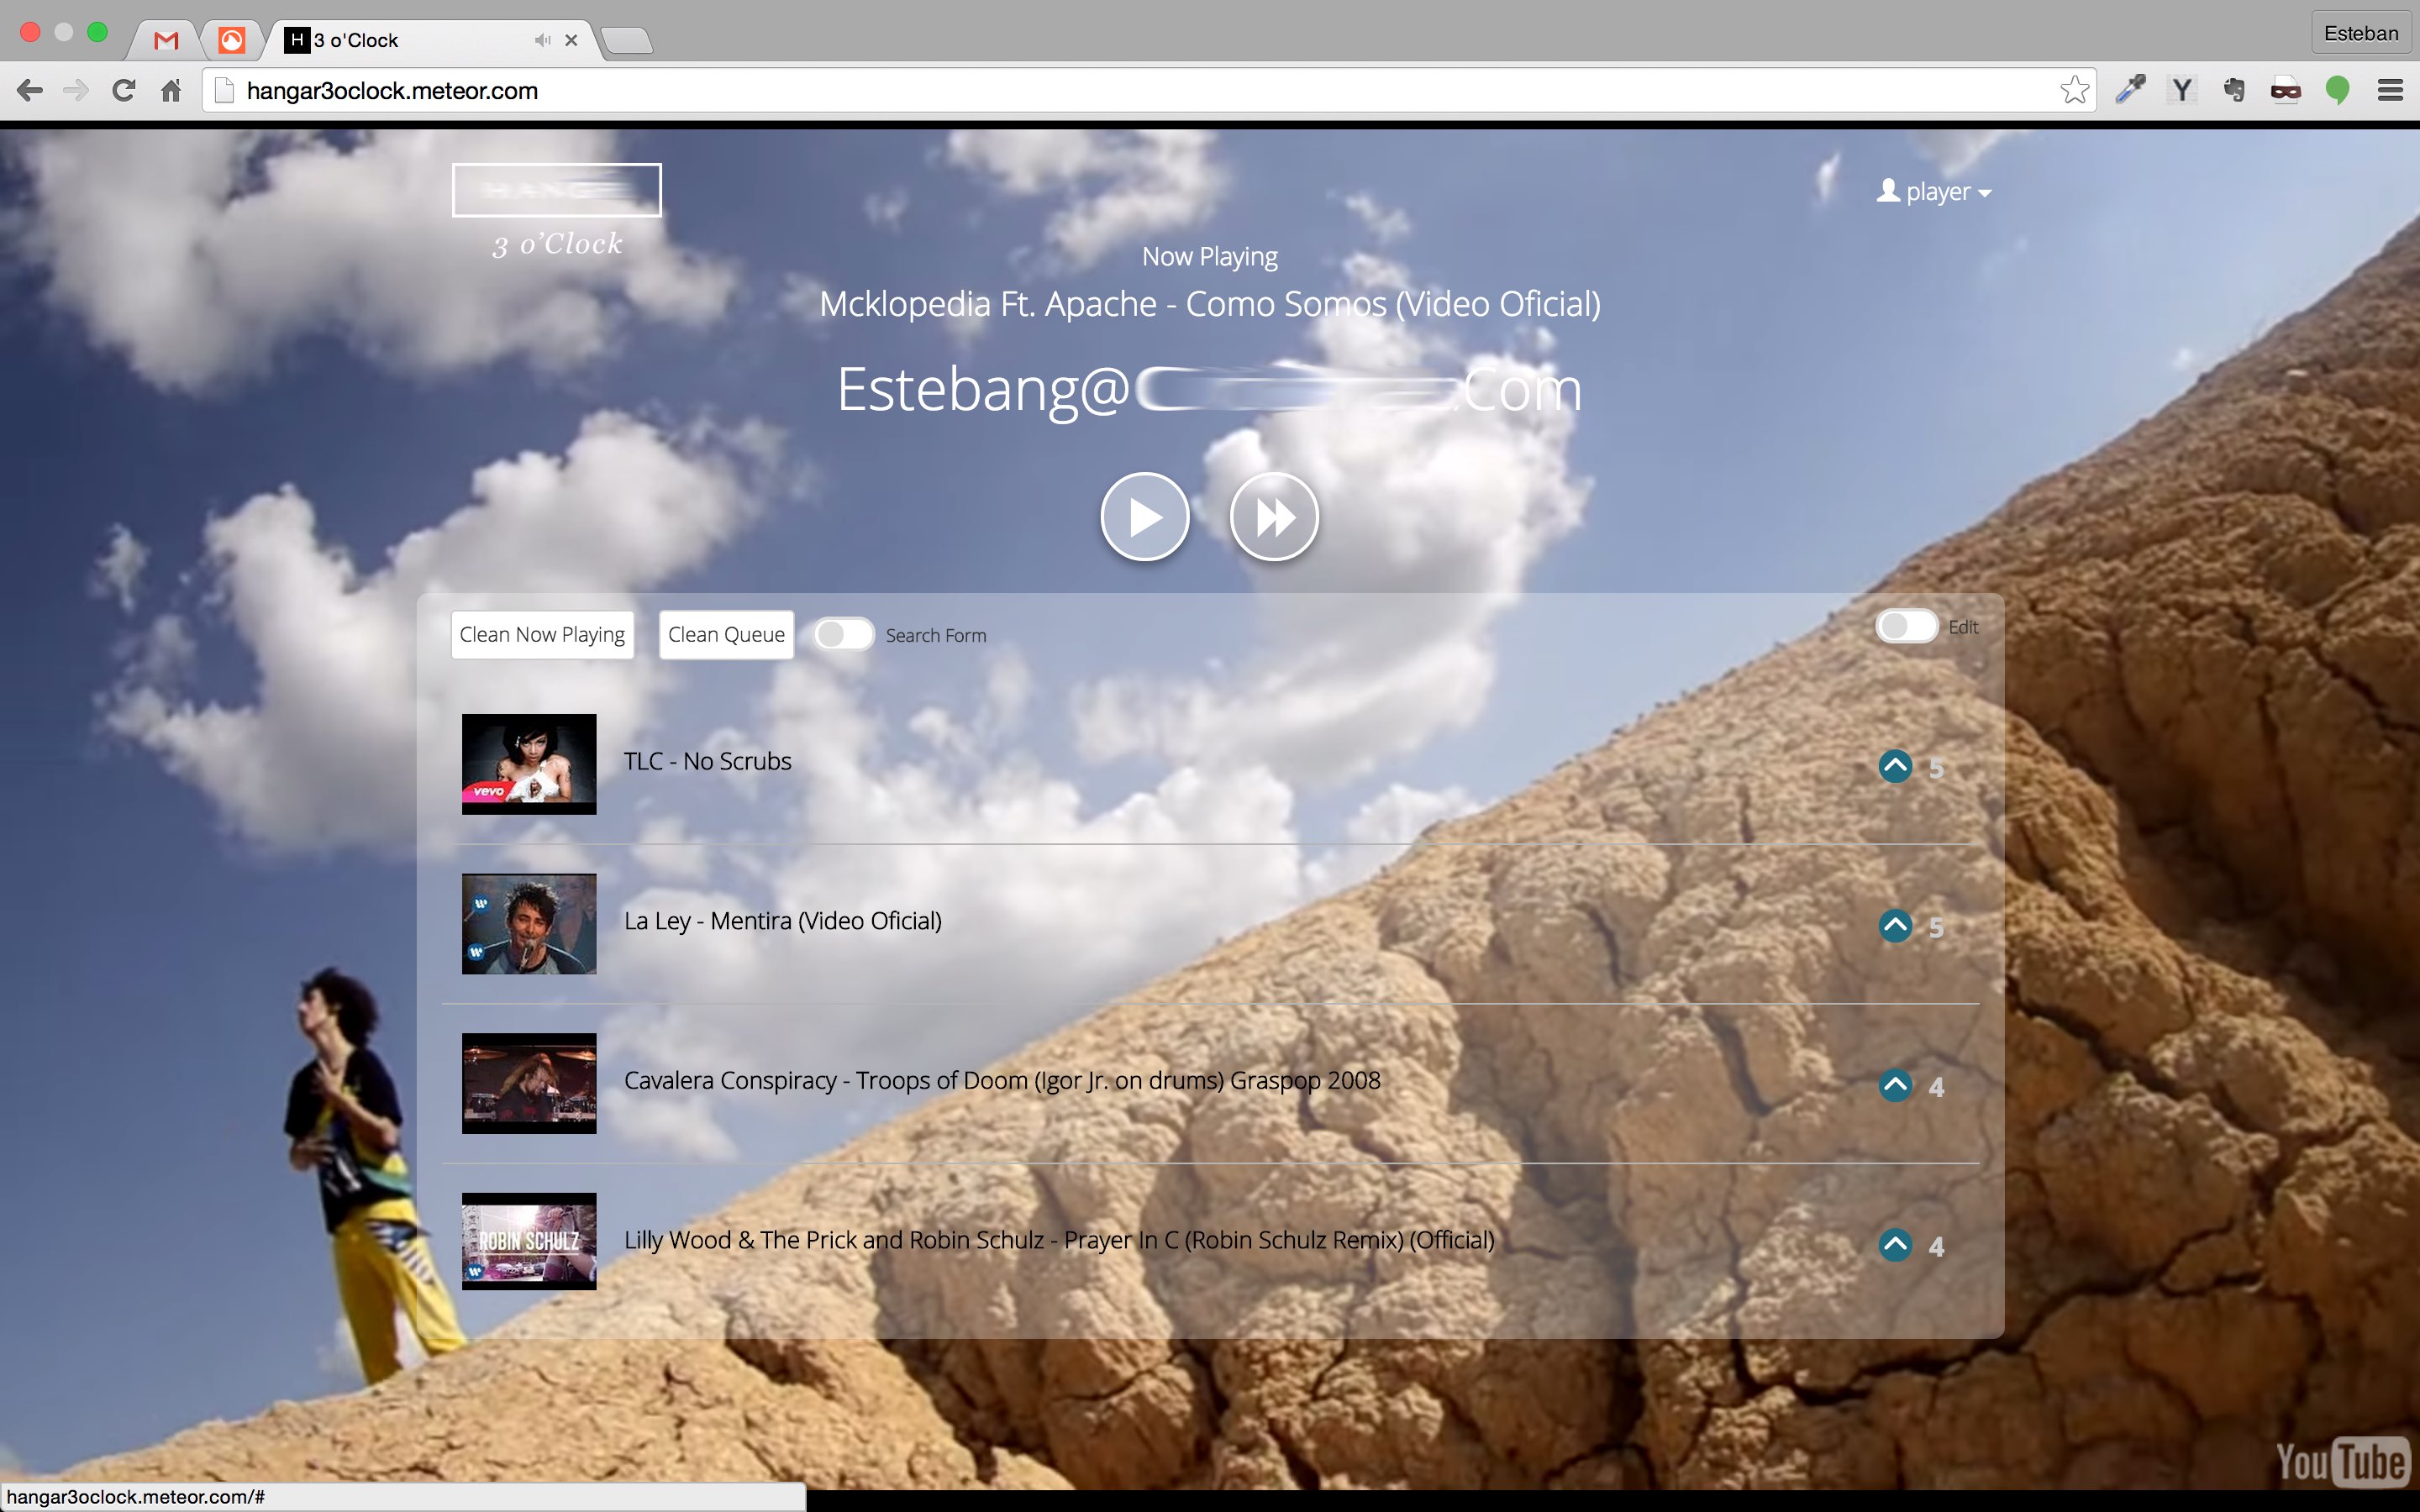 3 o'Clock
Esteban
hangar3oclock.meteor.com
3 o'Clock
player
Now Playing
Mcklopedia Ft. Apache - Como Somos (Video Oficial)
Estebang@ .Com
Clean Now Playing
Clean Queue
Search Form
Edit
vevo
TLC - No Scrubs
5
La Ley - Mentira (Video Oficial)
5
Cavalera Conspiracy - Troops of Doom (Igor Jr. on drums) Graspop 2008
4
ROBIN SCHULZ
Lilly Wood & The Prick and Robin Schulz - Prayer In C (Robin Schulz Remix) (Official)
4
YouTube
hangar3oclock.meteor.com/#